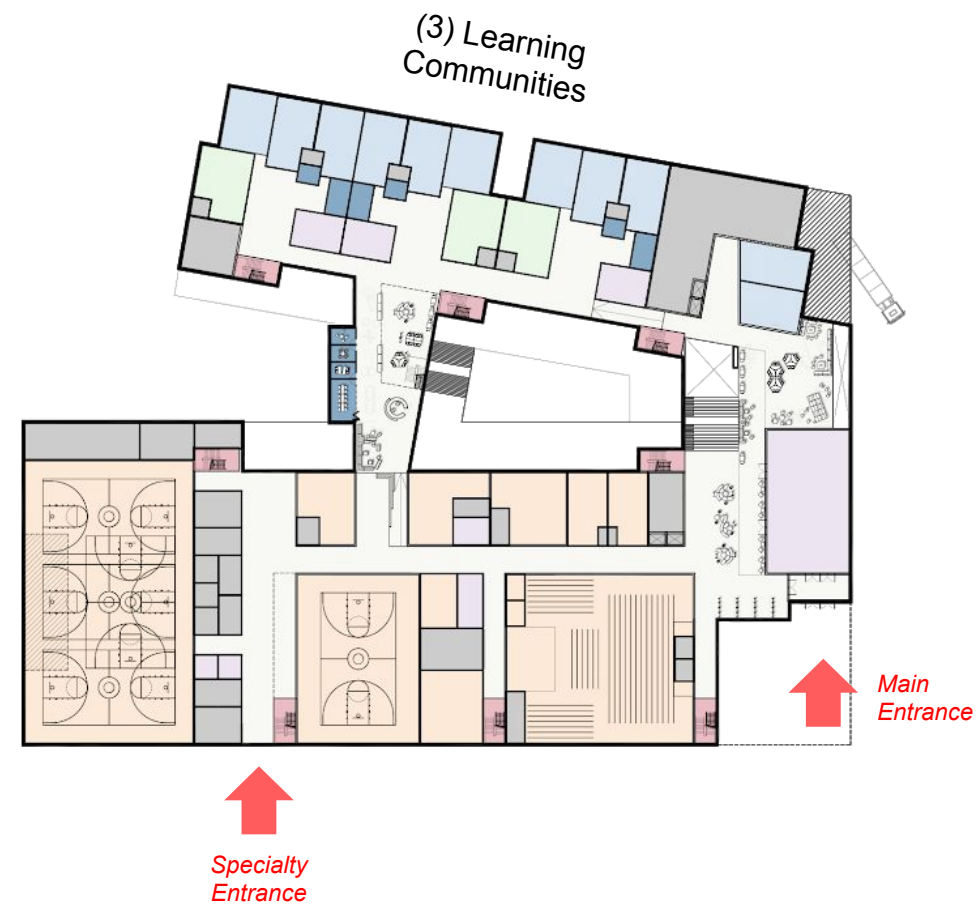 (3) Learning
Communities
Main
Entrance
Specialty
Entrance